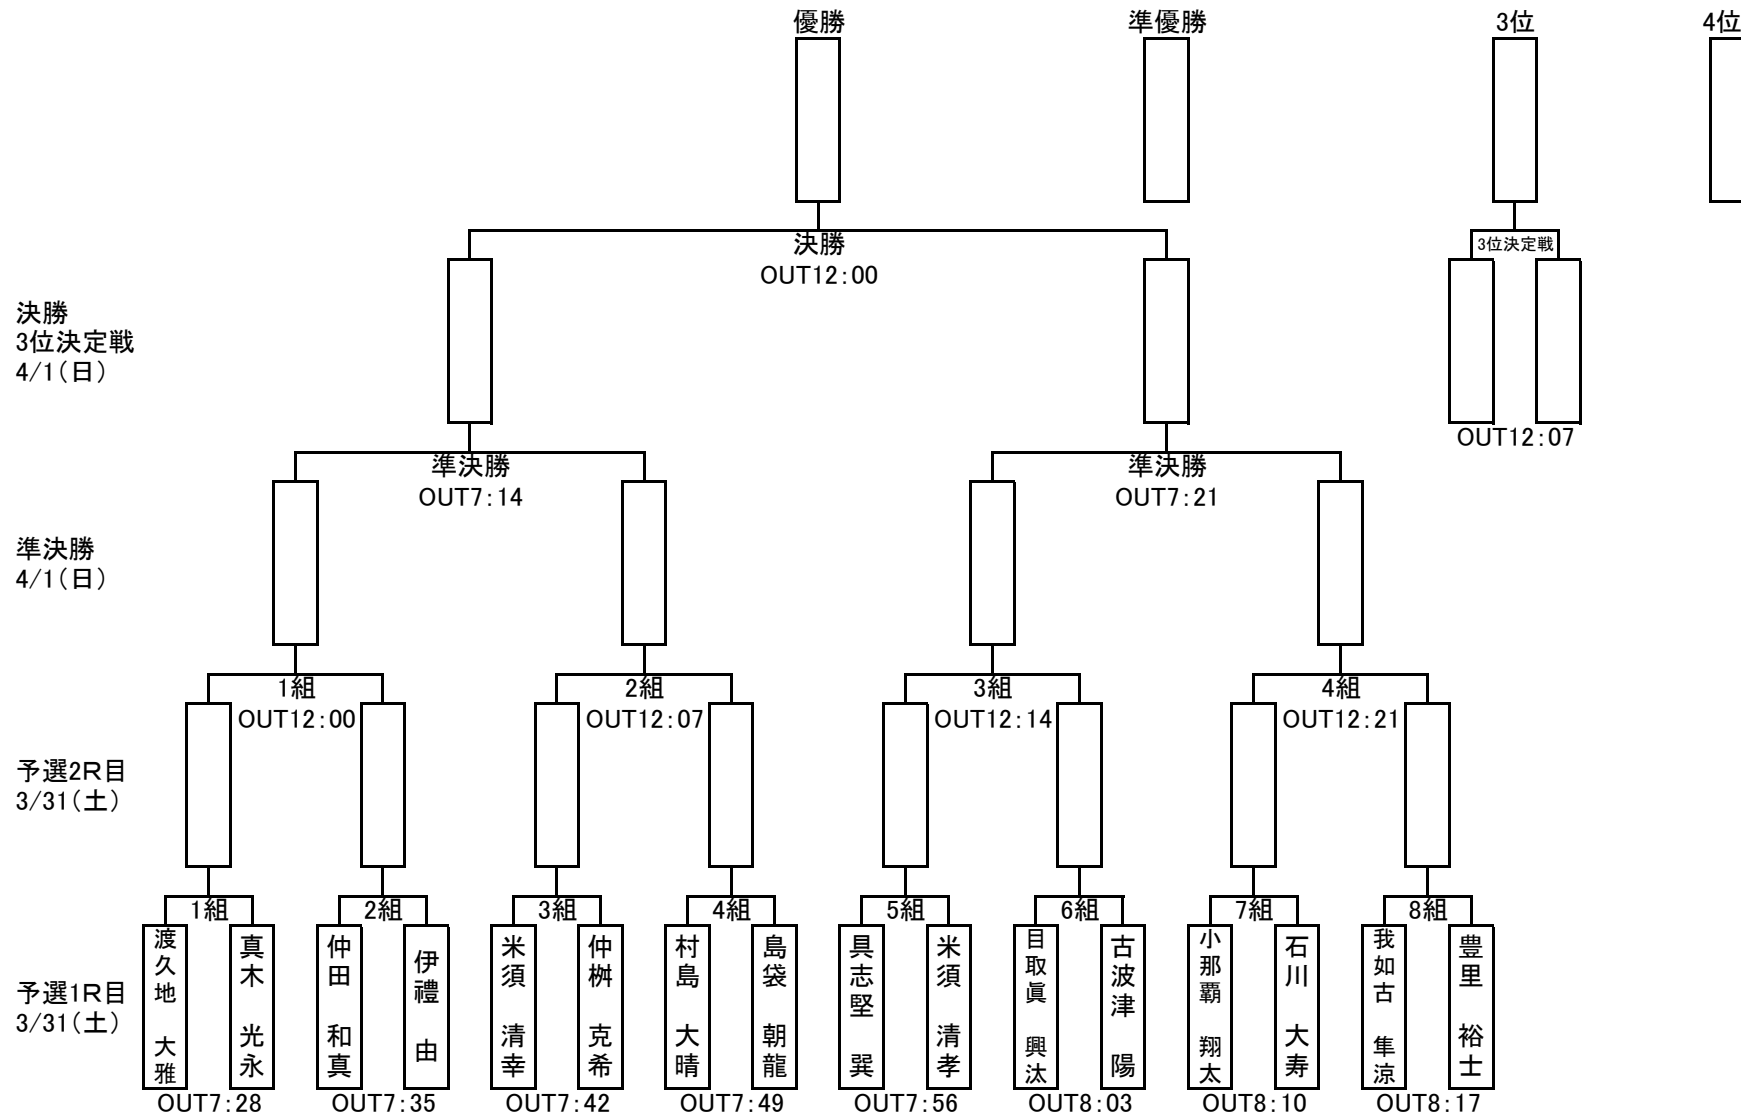 優勝
準優勝
3位
4位
決勝
OUT12:00
3位決定戦
決勝
3位決定戦
4/1(日)
OUT12:07
準決勝
OUT7:14
準決勝
OUT7:21
準決勝
4/1(日)
1組
OUT12:00
2組
OUT12:07
3組
OUT12:14
4組
OUT12:21
予選2R目
3/31(土)
1組
2組
3組
4組
5組
6組
7組
8組
予選1R目
3/31(土)
渡久地 大雅
真木 光永
仲田 和真
伊禮 由
米須 清幸
仲桝 克希
村島 大晴
島袋 朝龍
具志堅 巽
米須 清孝
目取眞 興汰
古波津 陽
小那覇 翔太
石川 大寿
我如古 隼涼
豊里 裕士
OUT7:28
OUT7:35
OUT7:42
OUT7:49
OUT7:56
OUT8:03
OUT8:10
OUT8:17